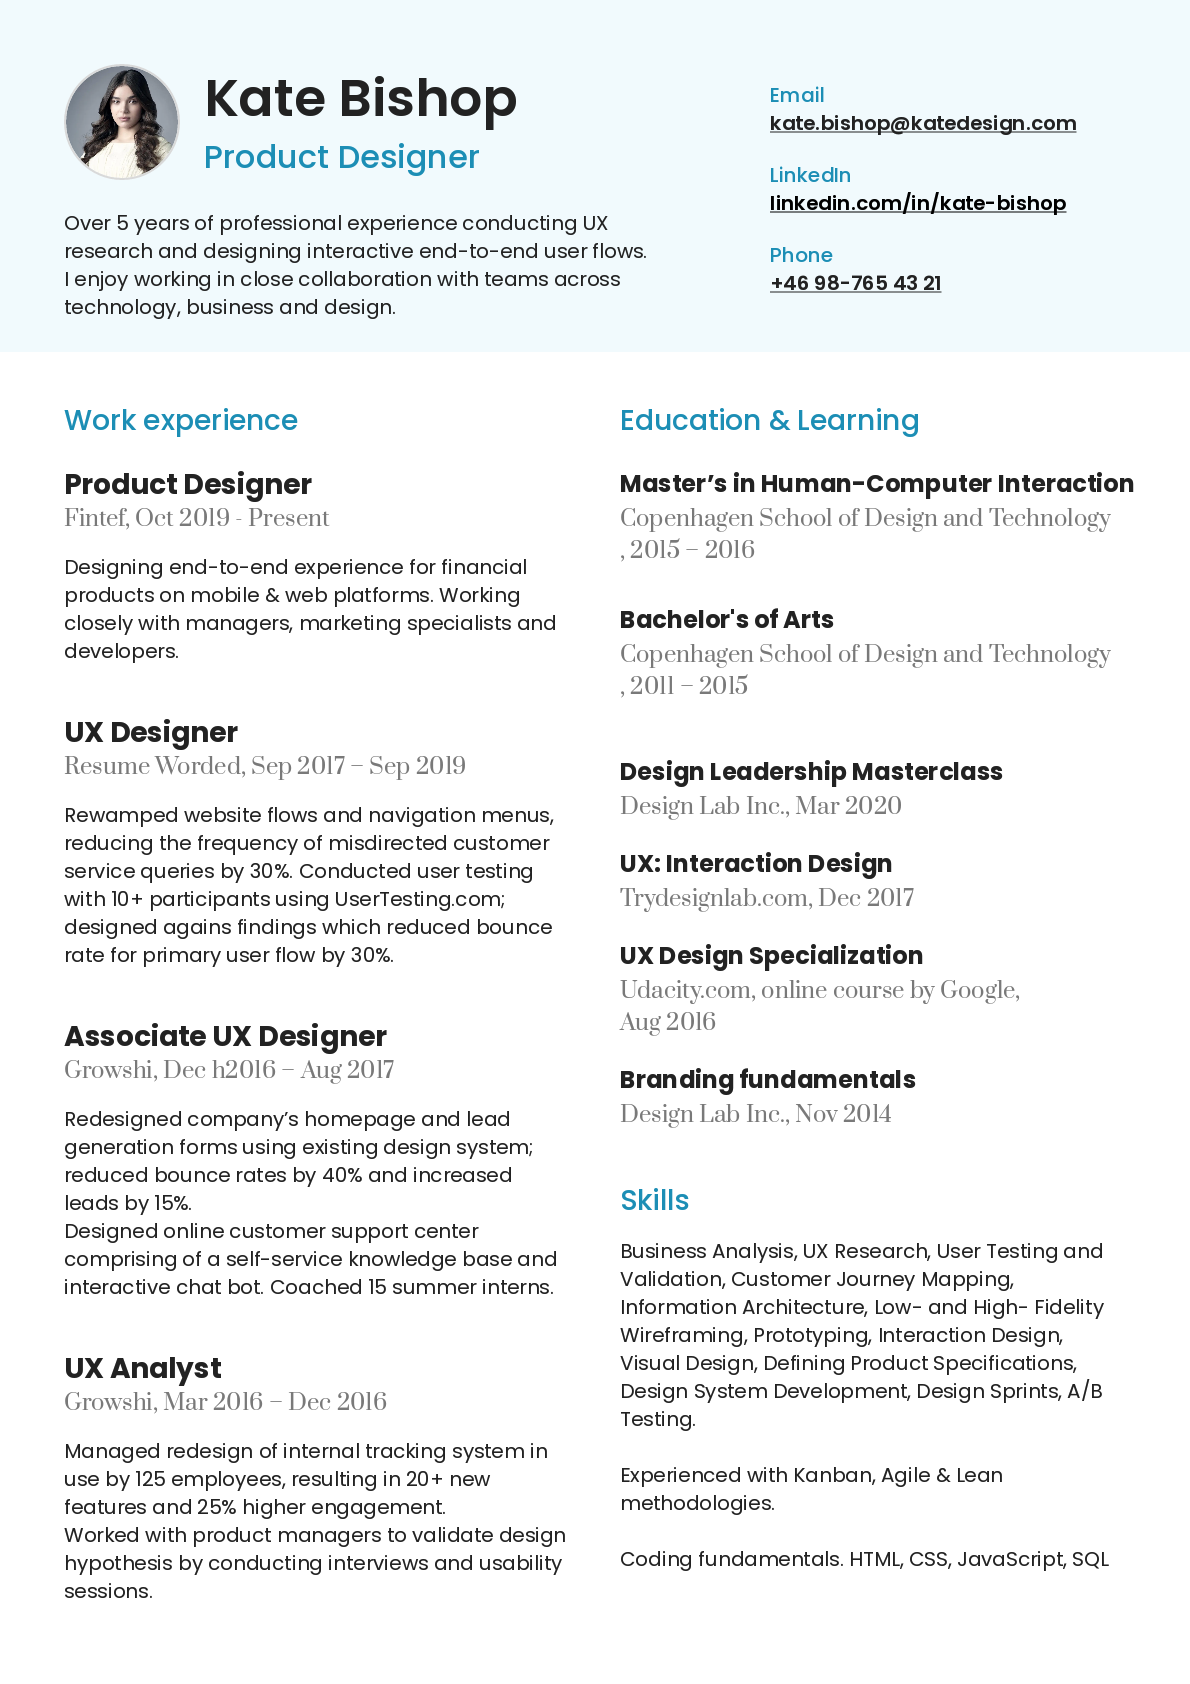 Kate Bishop
Product Designer
Over 5 years of professional experience conducting UX
research and designing interactive end-to-end user flows.
I enjoy working in close collaboration with teams across
technology, business and design.
Email
kate.bishop@katedesign.com
LinkedIn
linkedin.com/in/kate-bishop
Phone
+46 98-765 43 21
Work experience
Product Designer
Fintef, Oct 2019 - Present
Designing end-to-end experience for financial
products on mobile & web platforms. Working
closely with managers, marketing specialists and
developers.
UX Designer
Resume Worded, Sep 2017 – Sep 2019
Rewamped website flows and navigation menus,
reducing the frequency of misdirected customer
service queries by 30%. Conducted user testing
with 10+ participants using UserTesting.com;
designed agains findings which reduced bounce
rate for primary user flow by 30%.
Associate UX Designer
Growshi, Dec h2016 – Aug 2017
Redesigned company’s homepage and lead
generation forms using existing design system;
reduced bounce rates by 40% and increased
leads by 15%.
Designed online customer support center
comprising of a self-service knowledge base and
interactive chat bot. Coached 15 summer interns.
UX Analyst
Growshi, Mar 2016 – Dec 2016
Managed redesign of internal tracking system in
use by 125 employees, resulting in 20+ new
features and 25% higher engagement.
Worked with product managers to validate design
hypothesis by conducting interviews and usability
sessions.
Education & Learning
Master’s in Human-Computer Interaction
Copenhagen School of Design and Technology
, 2015 – 2016
Bachelor's of Arts
Copenhagen School of Design and Technology
, 2011 – 2015
Design Leadership Masterclass
Design Lab Inc., Mar 2020
UX: Interaction Design
Trydesignlab.com, Dec 2017
UX Design Specialization
Udacity.com, online course by Google,
Aug 2016
Branding fundamentals
Design Lab Inc., Nov 2014
Skills
Business Analysis, UX Research, User Testing and
Validation, Customer Journey Mapping,
Information Architecture, Low- and High- Fidelity
Wireframing, Prototyping, Interaction Design,
Visual Design, Defining Product Specifications,
Design System Development, Design Sprints, A/B
Testing.
Experienced with Kanban, Agile & Lean
methodologies.
Coding fundamentals. HTML, CSS, JavaScript, SQL